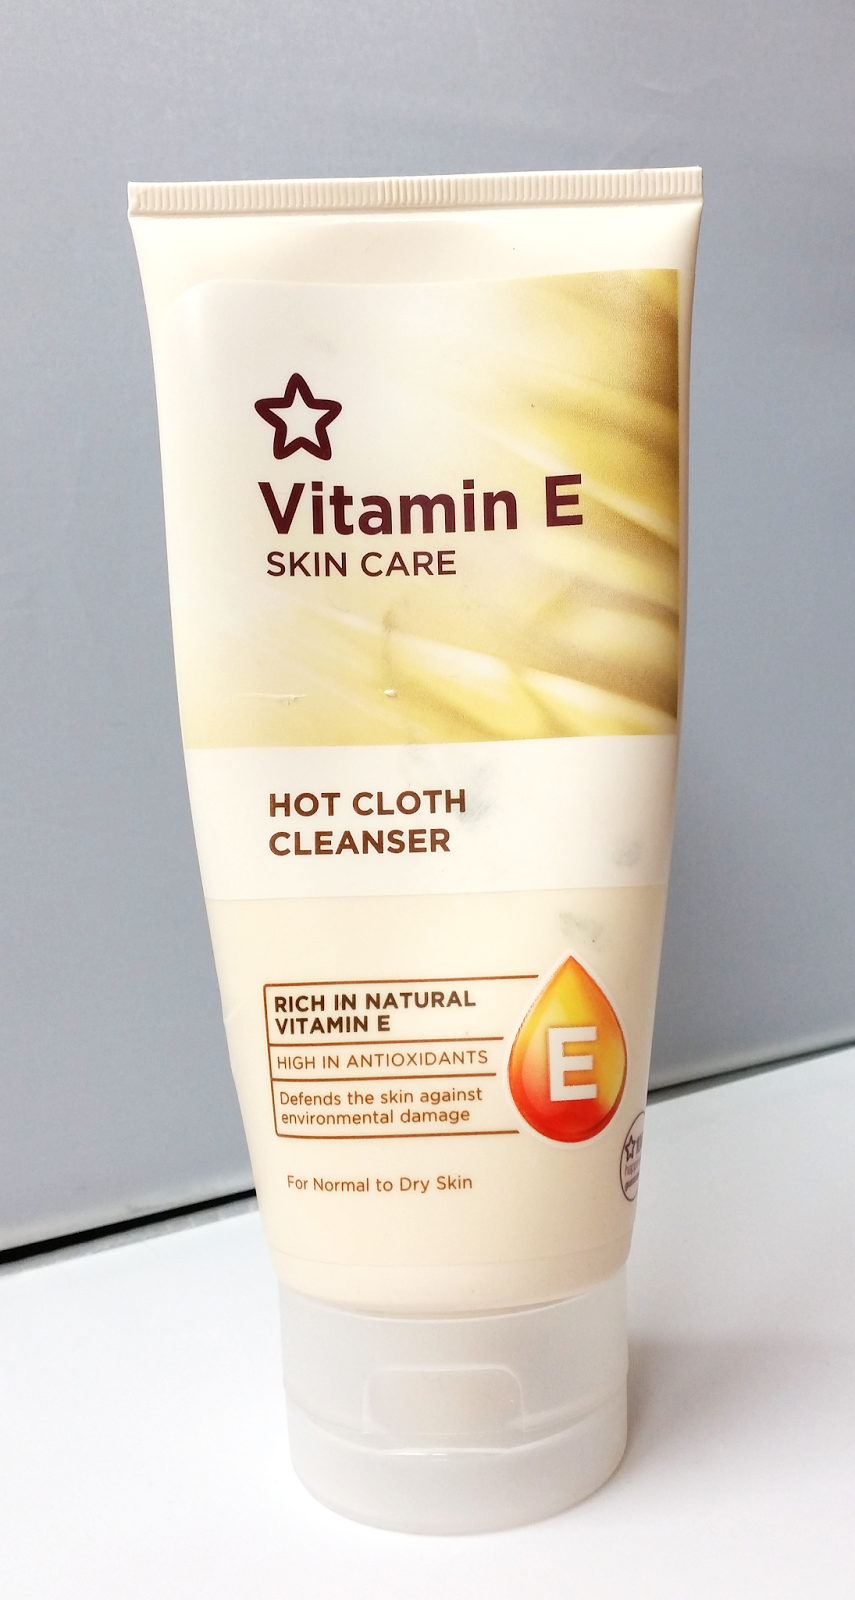 Vitamin E
SKIN CARE
HOT CLOTH
CLEANSER
RICH IN NATURAL
VITAMIN E
HIGH IN ANTIOXIDANTS
Defends the skin against
environmental damage
E
For Normal to Dry Skin